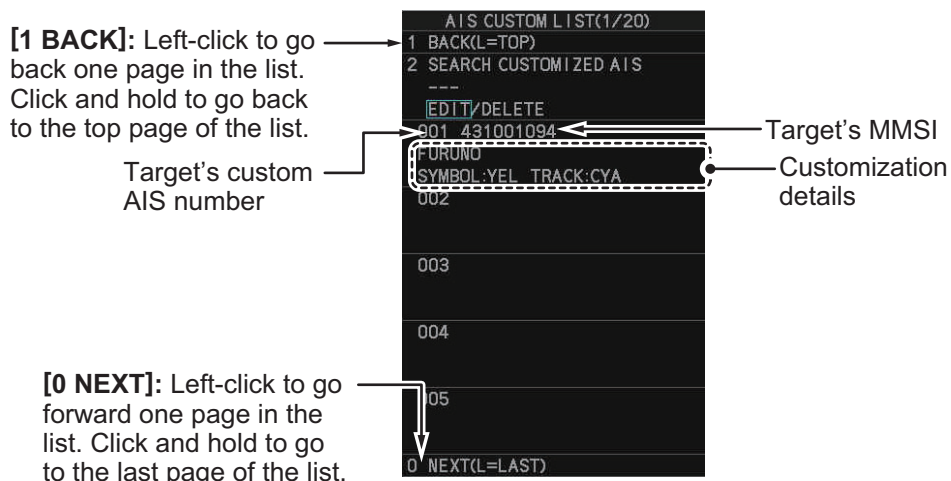 [1 BACK]: Left-click to go
back one page in the list.
Click and hold to go back
to the top page of the list.
Target's custom
AIS number
[0 NEXT]: Left-click to go
forward one page in the
list. Click and hold to go
to the last page of the list.
AIS CUSTOM LIST(1/20)
1 BACK(L=TOP)
2 SEARCH CUSTOMIZED AIS
---
EDIT/DELETE
001 431001094
FURUNO
SYMBOL:YEL TRACK:CYA
002
003
004
005
0 NEXT(L=LAST)
Target's MMSI
Customization
details